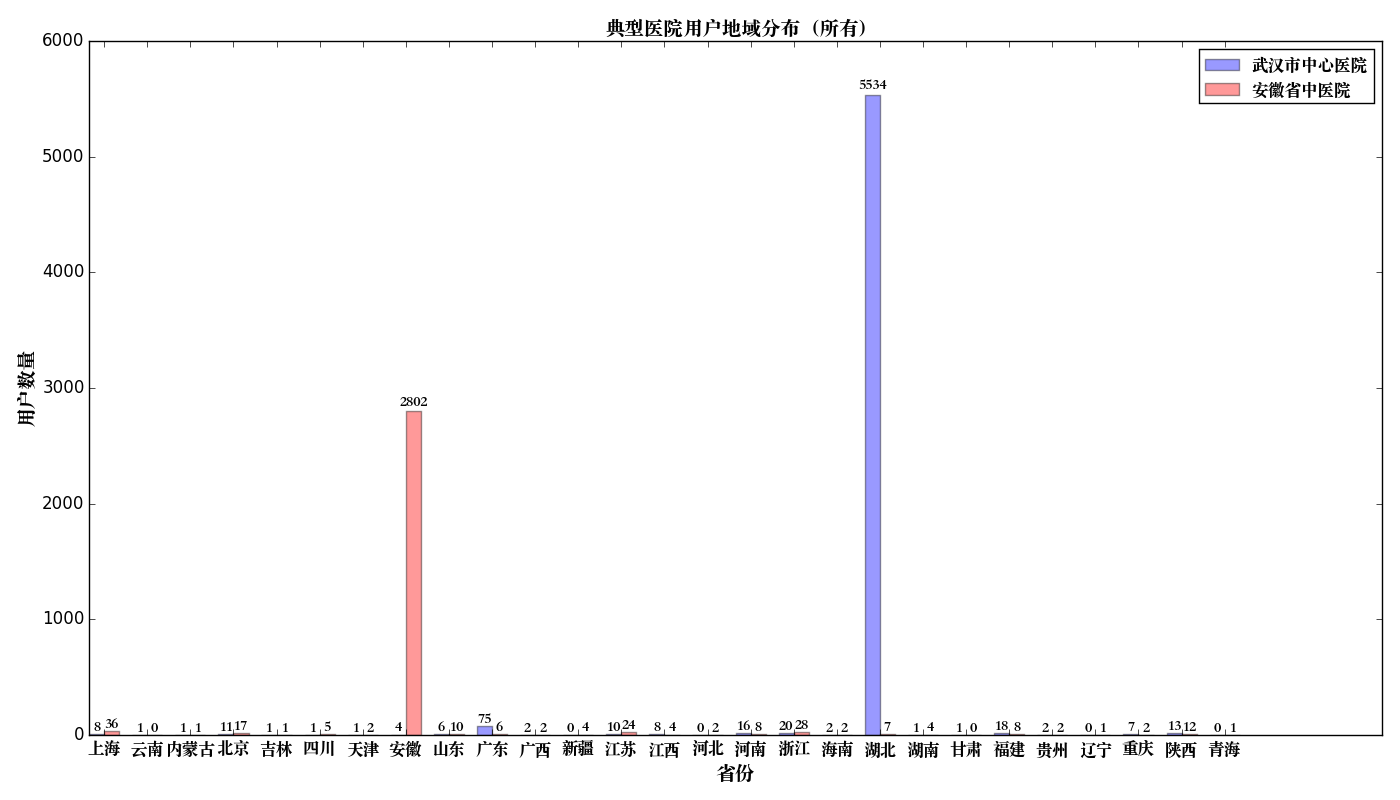 典型医院用户地域分布（所有）
6000
5000
4000
3000
2000
1000
0
用户数量
武汉市中心医院
安徽省中医院
5534
2802
8 36 1 0 1 1 11 17 1 1 1 5 1 2 4 6 10 75 6 2 2 0 4 10 24 8 4 0 2 16 8 20 28 2 2 7 1 4 1 0 18 8 2 2 0 1 7 2 13 12 0 1
上海 云南 内蒙古 北京 吉林 四川 天津 安徽 山东 广东 广西 新疆 江苏 江西 河北 河南 浙江 海南 湖北 湖南 甘肃 福建 贵州 辽宁 重庆 陕西 青海
省份